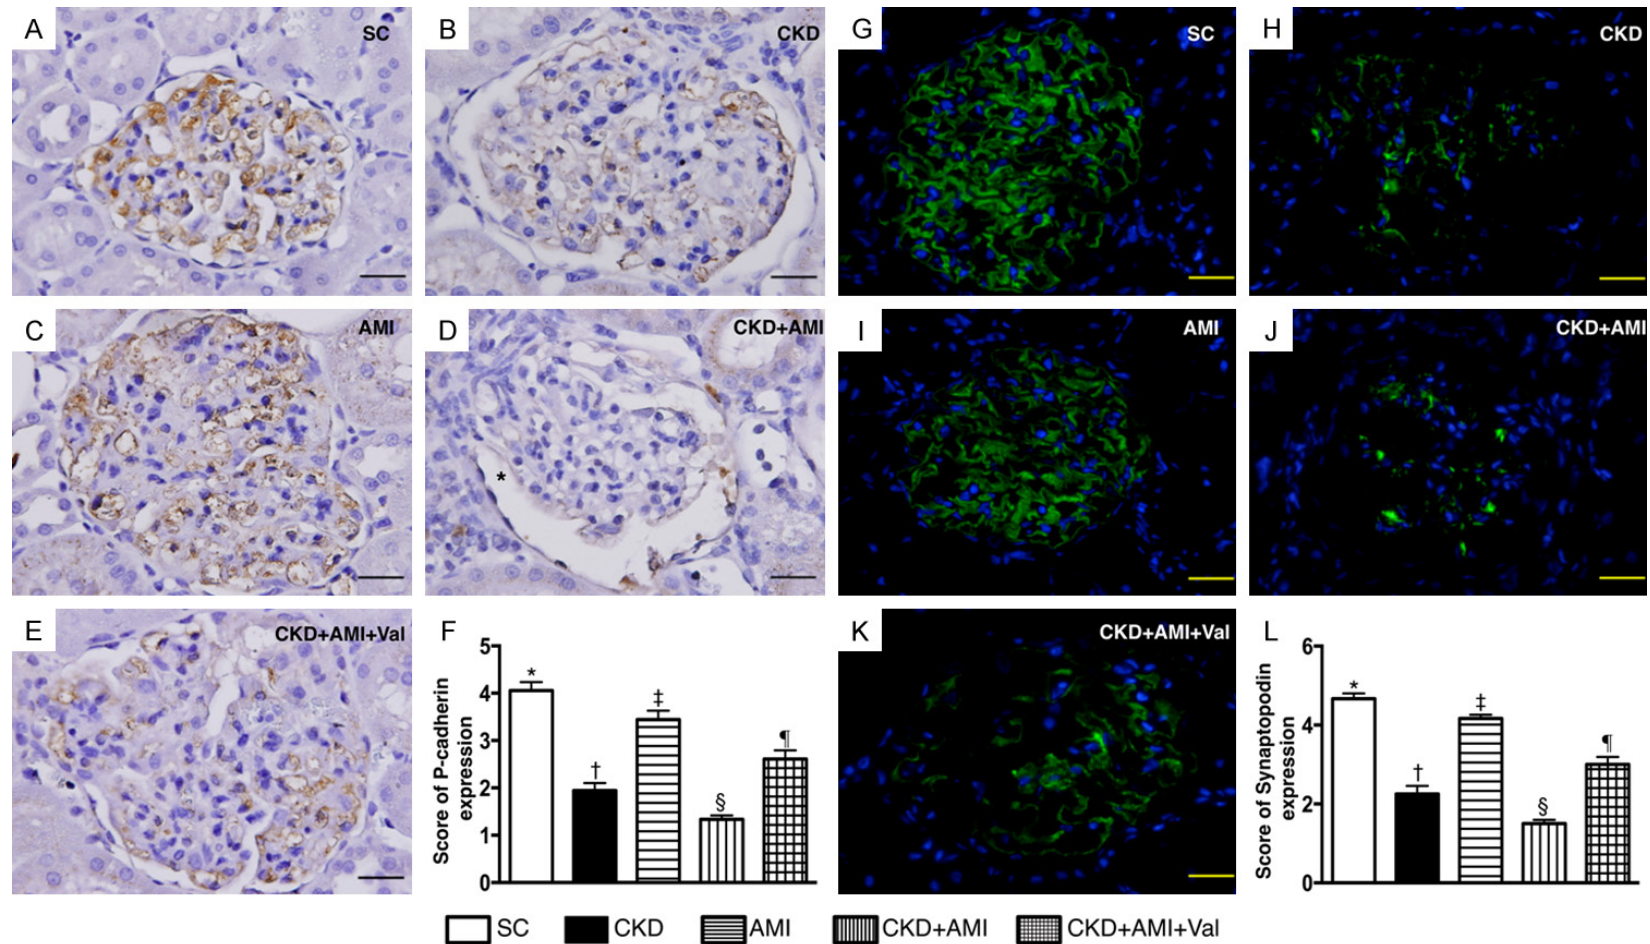 A
SC
B
CKD
G
SC
H
CKD
C
AMI
D
CKD+AMI
*
I
AMI
J
CKD+AMI
E
CKD+AMI+Val
F
5
4
3
2
1
0
Score of P-cadherin
expression
*
†
‡
§
¶
K
CKD+AMI+Val
L
6
4
2
0
Score of Synaptopodin
expression
*
†
‡
§
¶
SC
CKD
AMI
CKD+AMI
CKD+AMI+Val